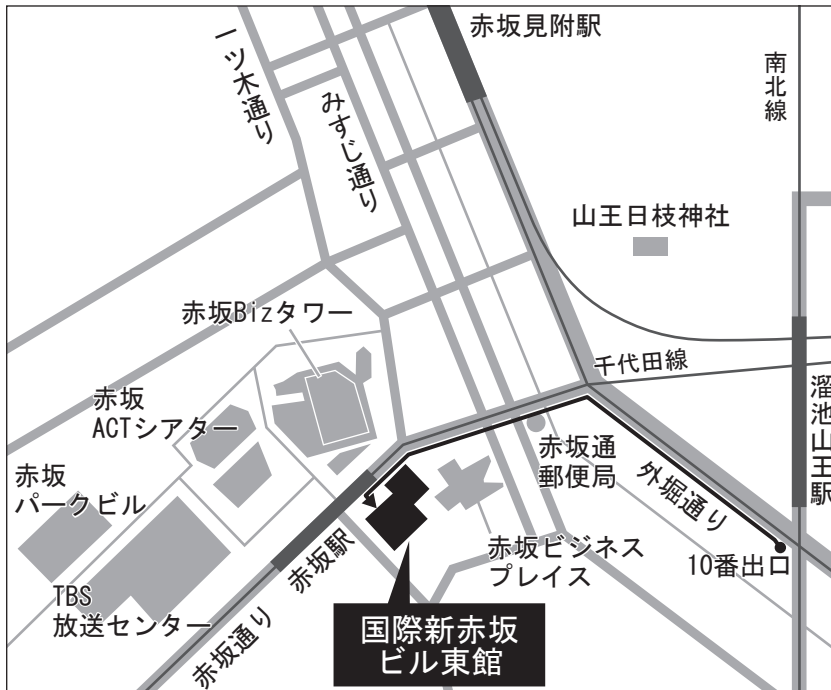 赤坂見附駅
一ツ木通り
みすじ通り
南北線
山王日枝神社
赤坂Bizタワー
千代田線
溜池山王駅
赤坂
ACTシアター
赤坂通
郵便局
外堀通り
赤坂
パークビル
赤坂駅
赤坂ビジネス
プレイス
10番出口
TBS
放送センター
赤坂通り
国際新赤坂
ビル東館